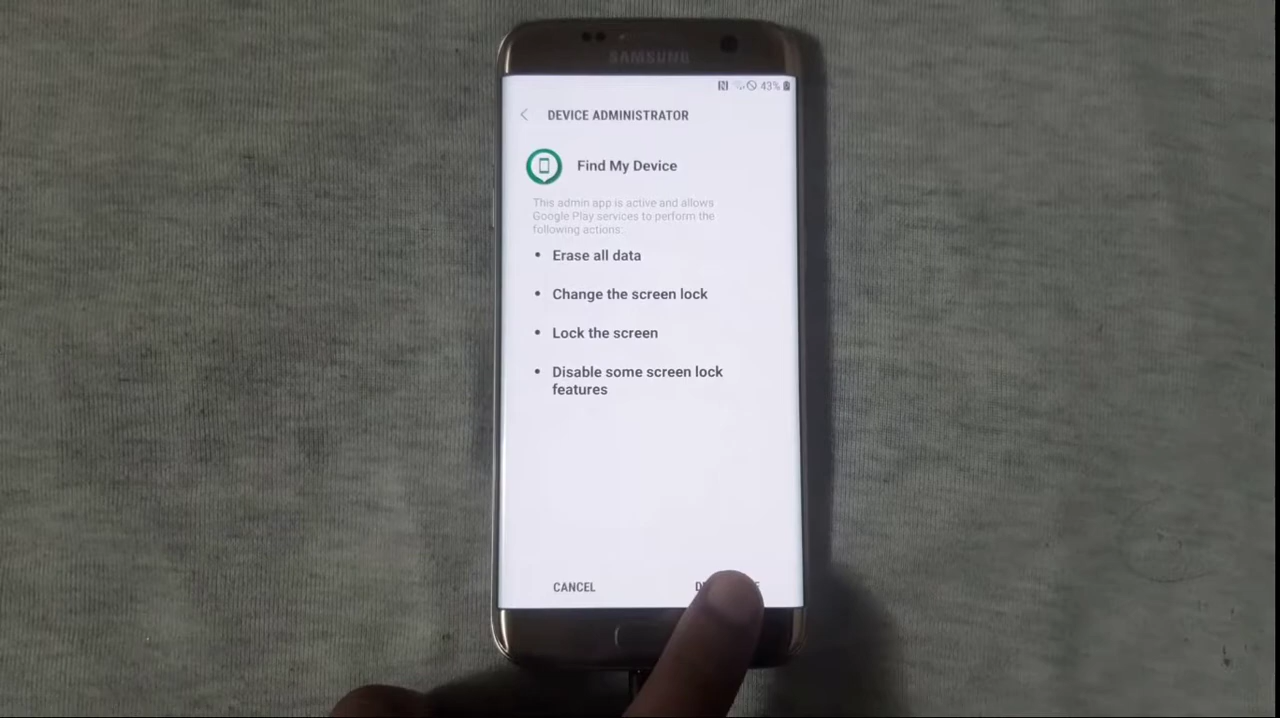 SAMSUNG
43%
DEVICE ADMINISTRATOR
Find My Device
This admin app is active and allows
Google Play services to perform the
following actions:
• Erase all data
• Change the screen lock
• Lock the screen
• Disable some screen lock
features
CANCEL